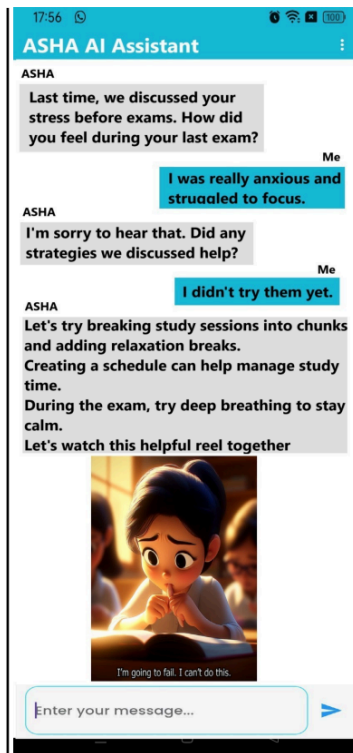 17:56
100
ASHA AI Assistant
ASHA
Last time, we discussed your
stress before exams. How did
you feel during your last exam?
Me
I was really anxious and
struggled to focus.
ASHA
I'm sorry to hear that. Did any
strategies we discussed help?
Me
I didn't try them yet.
ASHA
Let's try breaking study sessions into chunks
and adding relaxation breaks.
Creating a schedule can help manage study
time.
During the exam, try deep breathing to stay
calm.
Let's watch this helpful reel together
I'm going to fail. I can't do this.
Enter your message...